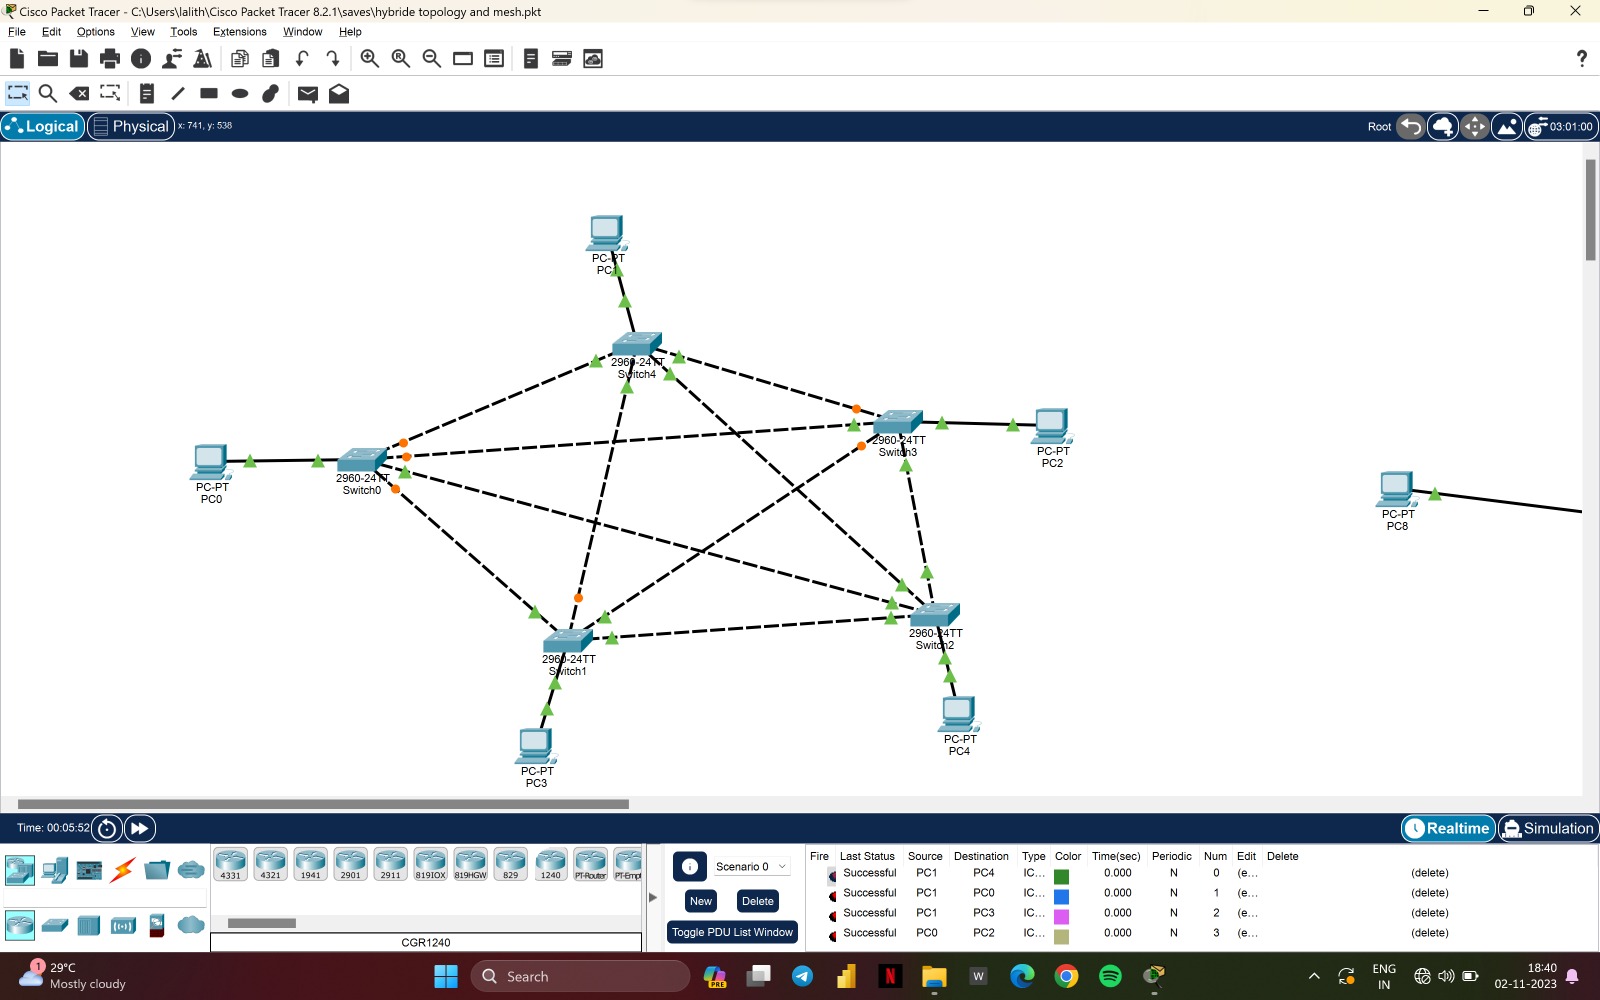 Cisco Packet Tracer - C:\Users\lalith\Cisco Packet Tracer 8.2.1\saves\hybride topology and mesh.pkt
File Edit Options View Tools Extensions Window Help
?
Logical Physical x: 741, y: 538 Root 03:01:00
PC-PT
PC1
2960-24TT
Switch4
2960-24TT
Switch3
PC-PT
PC2
PC-PT
PC0
2960-24TT
Switch0
PC-PT
PC8
2960-24TT
Switch2
2960-24TT
Switch1
PC-PT
PC4
PC-PT
PC3
Time: 00:05:52 Realtime Simulation
4331 4321 1941 2901 2911 819IOX 819HGW 829 1240 PT-Router PT-Empt
CGR1240
Scenario 0
New Delete
Toggle PDU List Window
Fire Last Status Source Destination Type Color Time(sec) Periodic Num Edit Delete
Successful PC1 PC4 IC... 0.000 N 0 (e... (delete)
Successful PC1 PC0 IC... 0.000 N 1 (e... (delete)
Successful PC1 PC3 IC... 0.000 N 2 (e... (delete)
Successful PC0 PC2 IC... 0.000 N 3 (e... (delete)
1 29°C
Mostly cloudy
Search
PRE
N
W
ENG
IN
18:40
02-11-2023